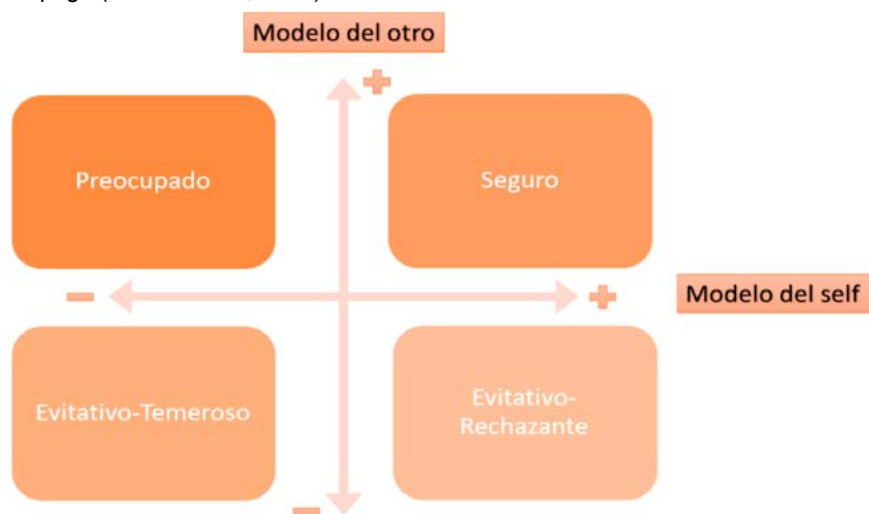 Modelo del otro
Preocupado
Seguro
Modelo del self
Evitativo-Temeroso
Evitativo-
Rechazante